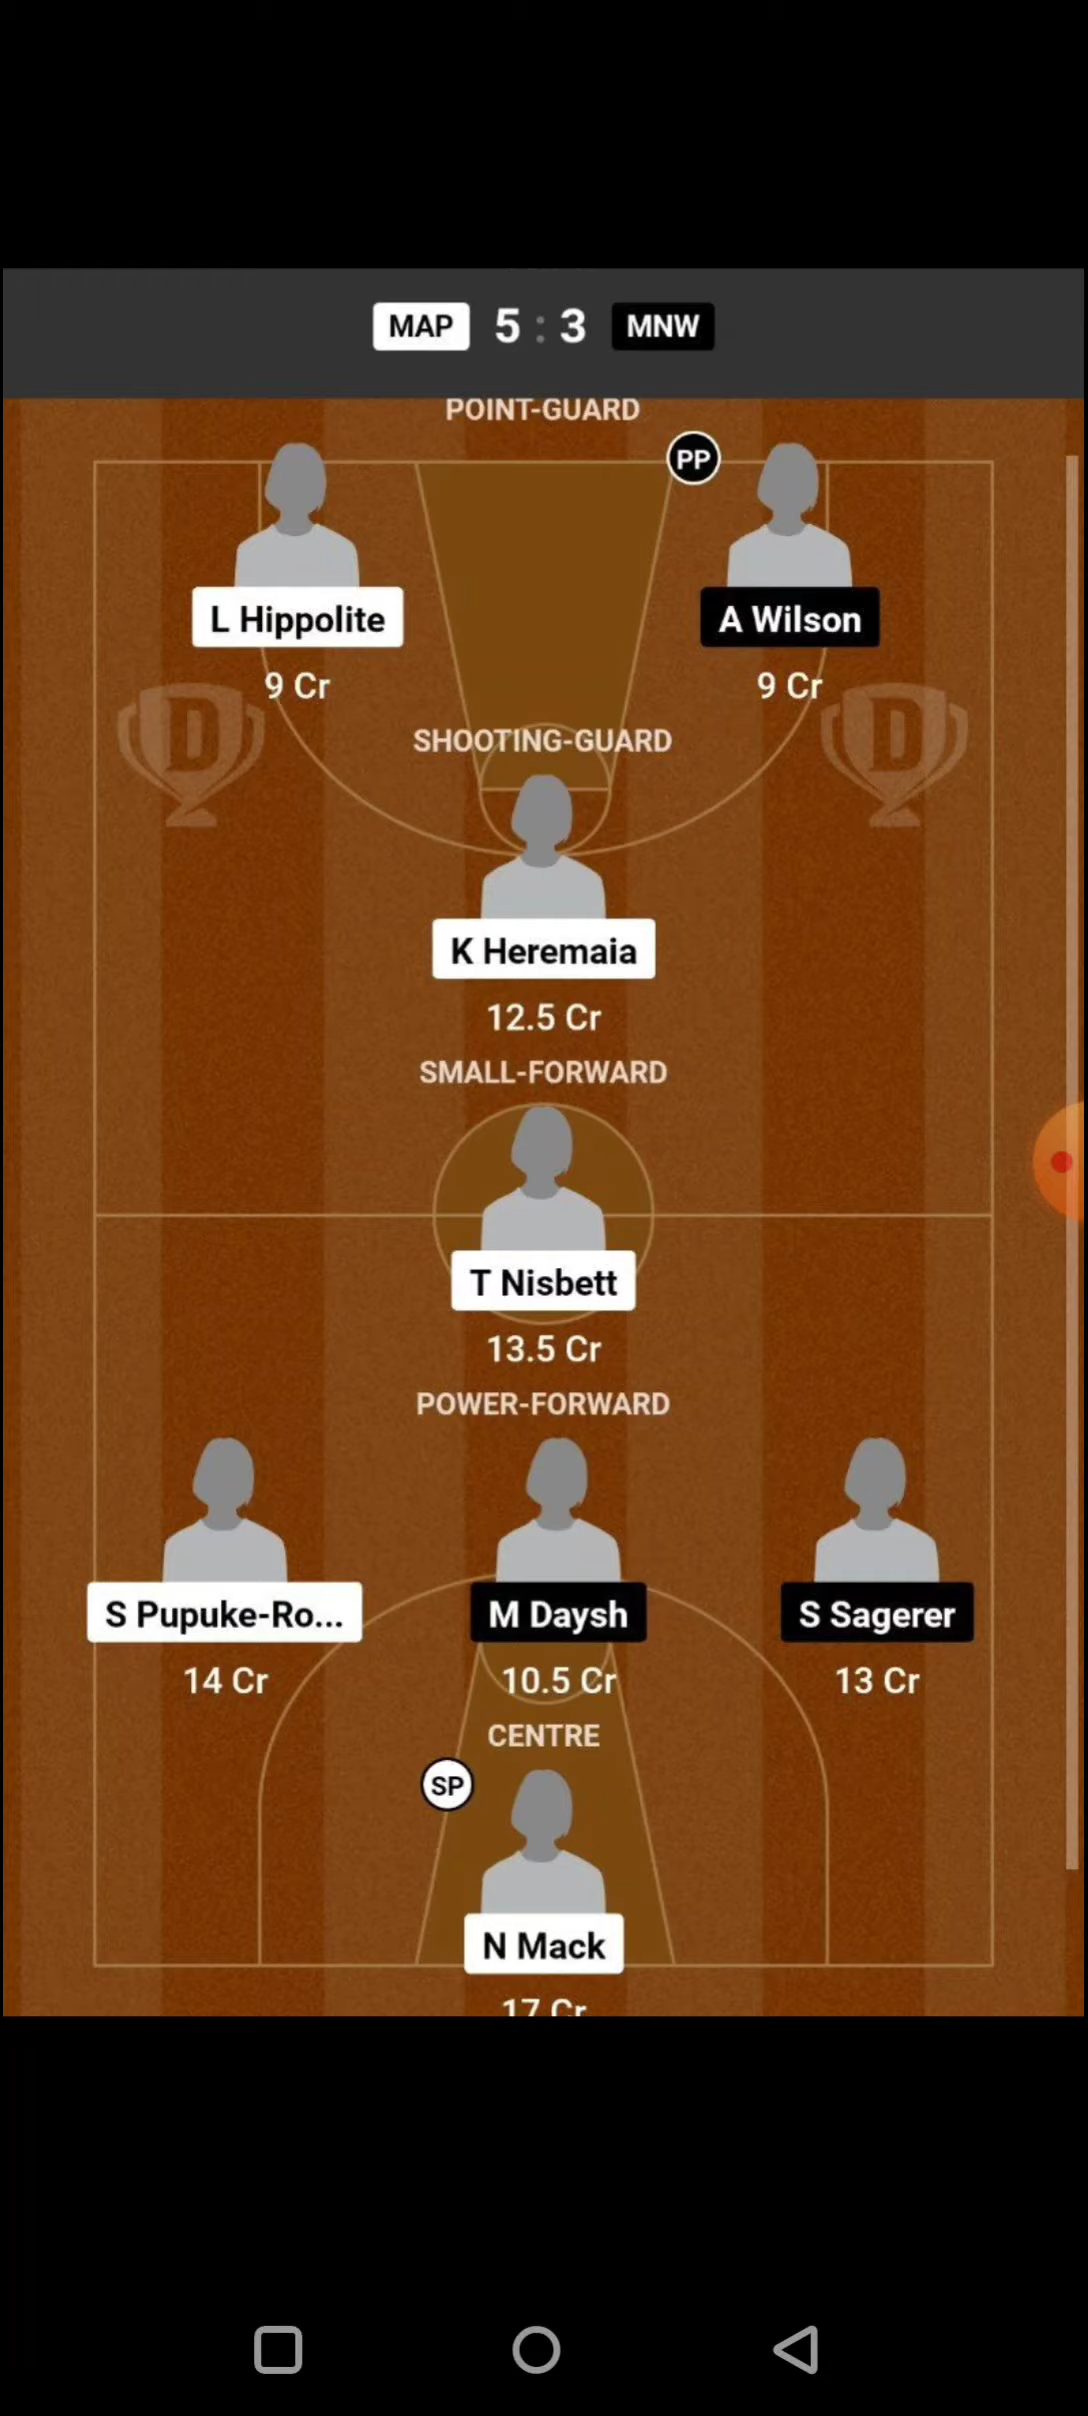 MAP 5 : 3 MNW
POINT-GUARD
PP
L Hippolite
A Wilson
9 Cr
9 Cr
D
D
SHOOTING-GUARD
K Heremaia
12.5 Cr
SMALL-FORWARD
T Nisbett
13.5 Cr
POWER-FORWARD
S Pupuke-Ro...
M Daysh
S Sagerer
14 Cr
10.5 Cr
13 Cr
CENTRE
SP
N Mack
17 Cr